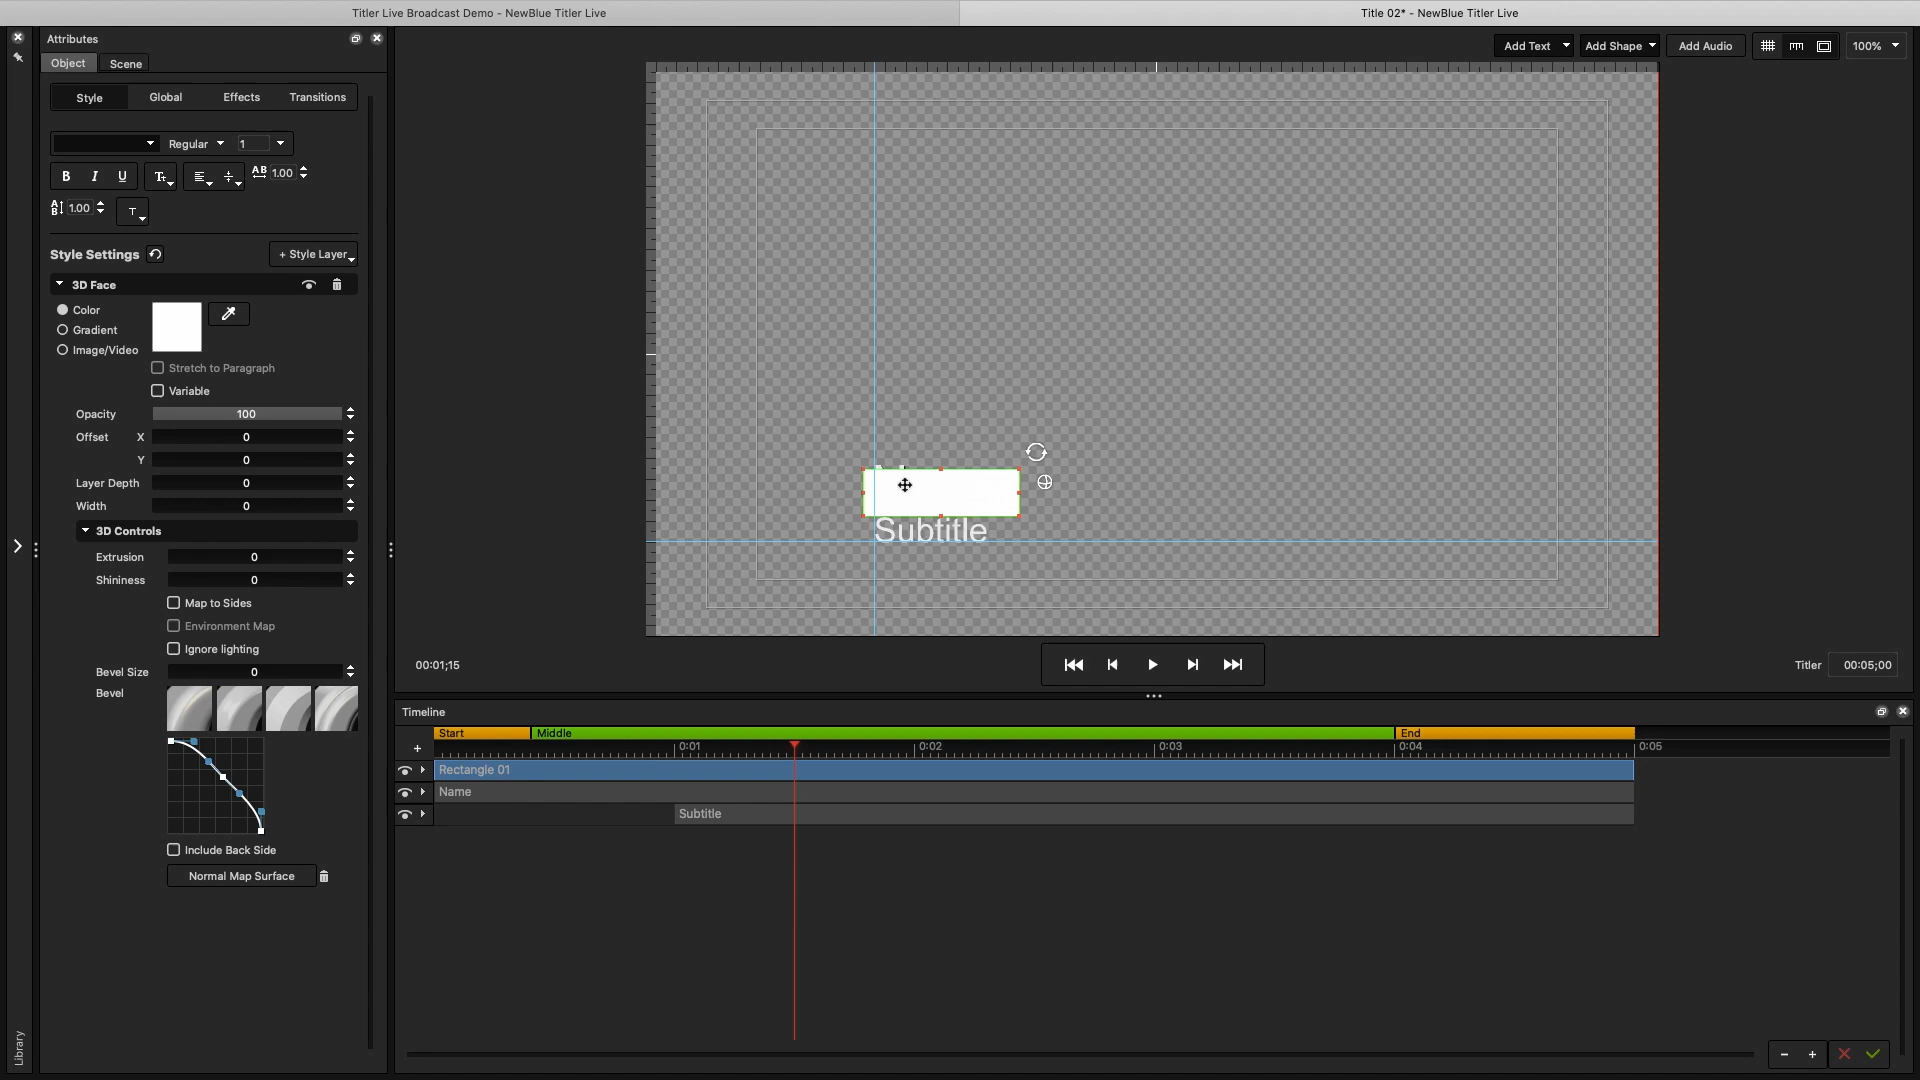 Titler Live Broadcast Demo - NewBlue Titler Live
Title 02* - NewBlue Titler Live
Attributes
Object
Scene
Add Text
Add Shape
Add Audio
100%
Style
Global
Effects
Transitions
Regular
1
B
I
U
AB 1.00
AB 1.00
T
Style Settings
+ Style Layer
3D Face
Color
Gradient
Image/Video
Stretch to Paragraph
Variable
Opacity 100
Offset X 0
Y 0
Layer Depth 0
Width 0
3D Controls
Extrusion 0
Shininess 0
Map to Sides
Environment Map
Ignore lighting
Bevel Size 0
Bevel
Include Back Side
Normal Map Surface
Library
Subtitle
00:01;15
Titler 00:05;00
Timeline
Start
Middle
End
0:01
0:02
0:03
0:04
0:05
Rectangle 01
Name
Subtitle